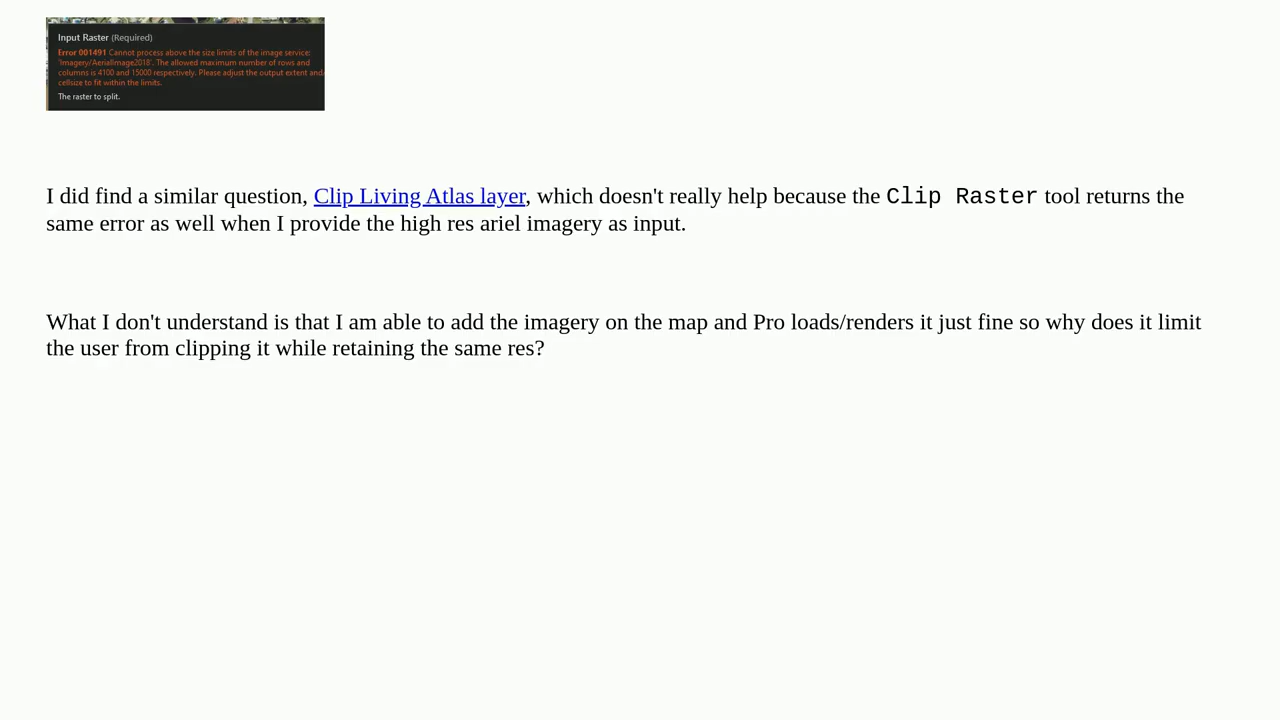 Input Raster (Required)
Error 001491 Cannot process above the size limits of the image service:
'Imagery/AerialImage2018'. The allowed maximum number of rows and
columns is 4100 and 15000 respectively. Please adjust the output extent and/
cellsize to fit within the limits.
The raster to split.
I did find a similar question, Clip Living Atlas layer, which doesn't really help because the Clip Raster tool returns the
same error as well when I provide the high res ariel imagery as input.
What I don't understand is that I am able to add the imagery on the map and Pro loads/renders it just fine so why does it limit
the user from clipping it while retaining the same res?